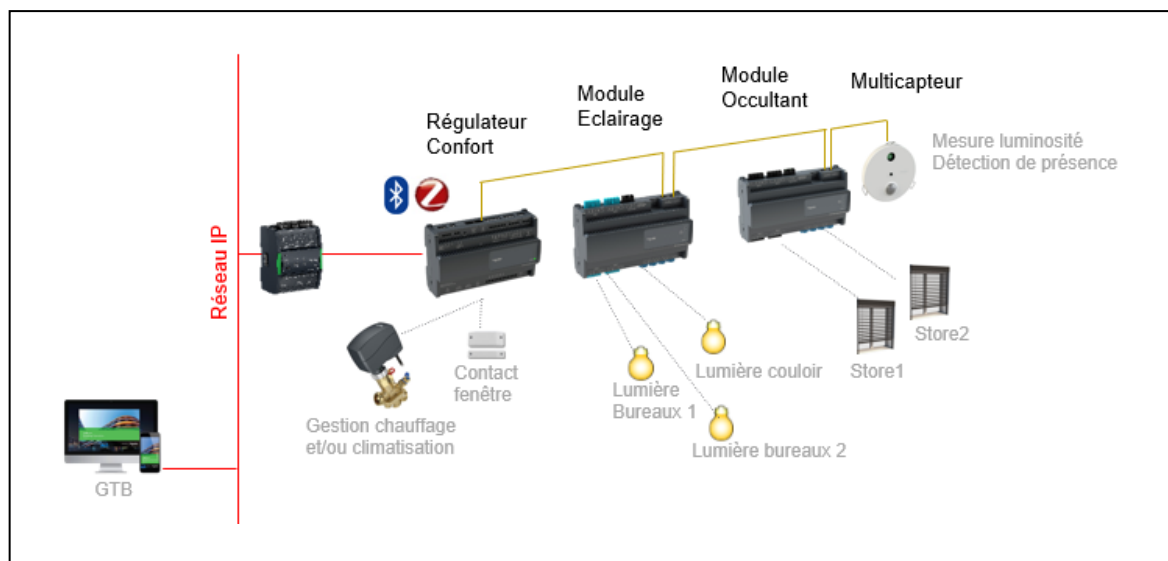 Régulateur
Confort
Module
Eclairage
Module
Occultant
Multicapteur
Mesure luminosité
Détection de présence
Réseau IP
Contact
fenêtre
Gestion chauffage
et/ou climatisation
Lumière
Bureaux 1
Lumière couloir
Lumière bureaux 2
Store1
Store2
GTB